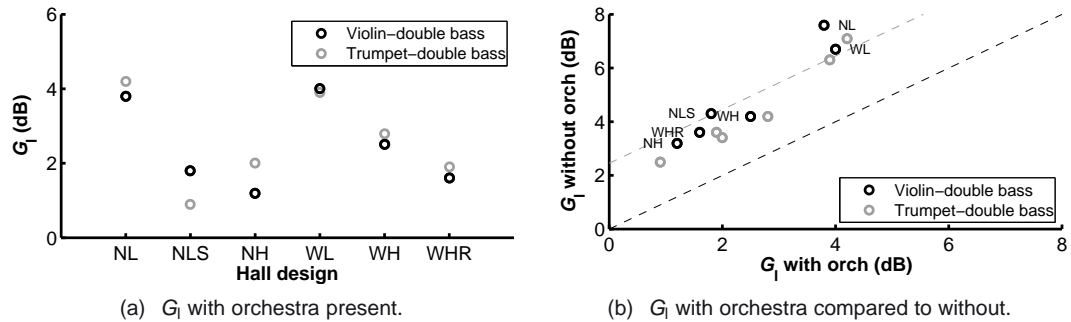 6
4
2
0
G_l (dB)
Violin–double bass
Trumpet–double bass
NL NLS NH WL WH WHR
Hall design
(a) G_l with orchestra present.
8
6
4
2
0
G_l without orch (dB)
NL
WL
NLS
WH
WHR
NH
Violin–double bass
Trumpet–double bass
0 2 4 6 8
G_l with orch (dB)
(b) G_l with orchestra compared to without.